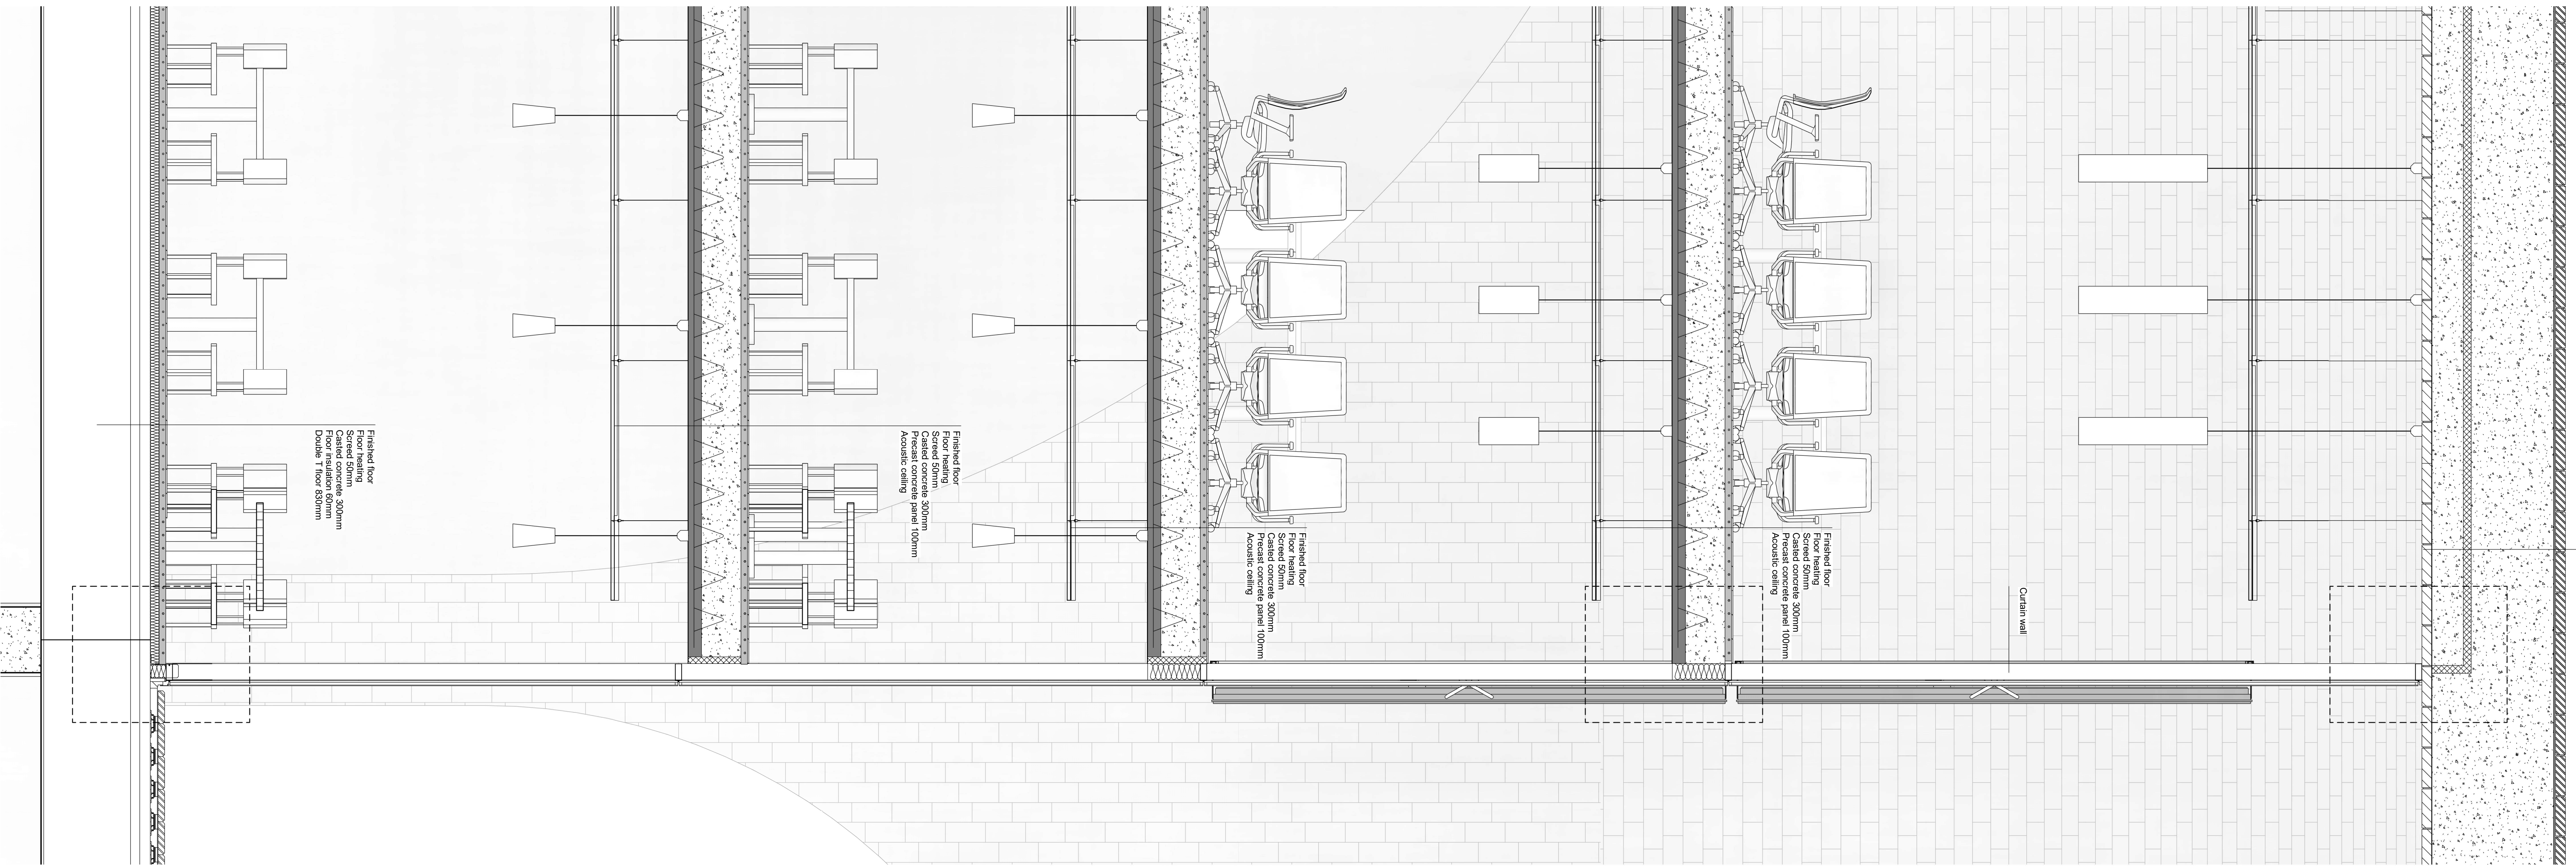 Finished floor
Floor heating
Screed 50mm
Casted concrete 300mm
Floor insulation 60mm
Double T floor 830mm
Finished floor
Floor heating
Screed 50mm
Casted concrete 300mm
Precast concrete panel 100mm
Acoustic ceiling
Finished floor
Floor heating
Screed 50mm
Casted concrete 300mm
Precast concrete panel 100mm
Acoustic ceiling
Finished floor
Floor heating
Screed 50mm
Casted concrete 300mm
Precast concrete panel 100mm
Acoustic ceiling
Curtain wall